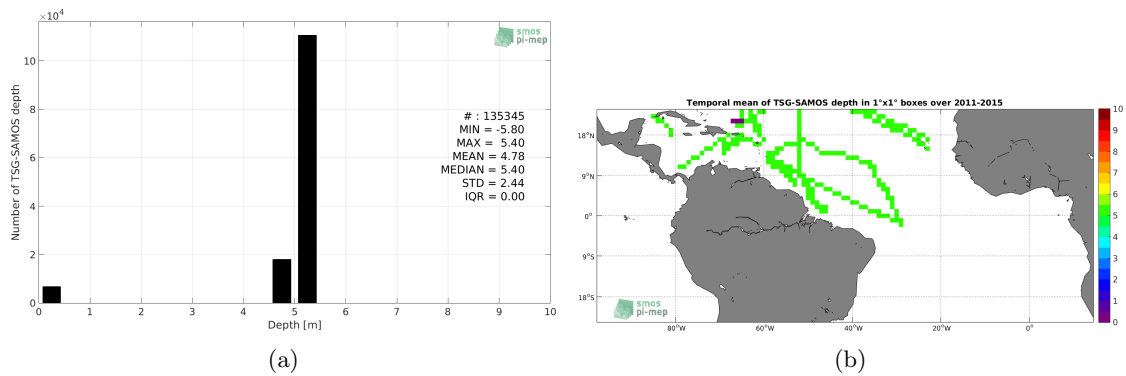 ×10⁴
10
8
6
4
2
0
Number of TSG-SAMOS depth
smos
pi-mep
# : 135345
MIN = -5.80
MAX = 5.40
MEAN = 4.78
MEDIAN = 5.40
STD = 2.44
IQR = 0.00
0 1 2 3 4 5 6 7 8 9 10
Depth [m]
(a)
Temporal mean of TSG-SAMOS depth in 1°x1° boxes over 2011-2015
18°N
9°N
0°
9°S
18°S
smos
pi-mep
80°W 60°W 40°W 20°W 0°
10
9
8
7
6
5
4
3
2
1
0
(b)